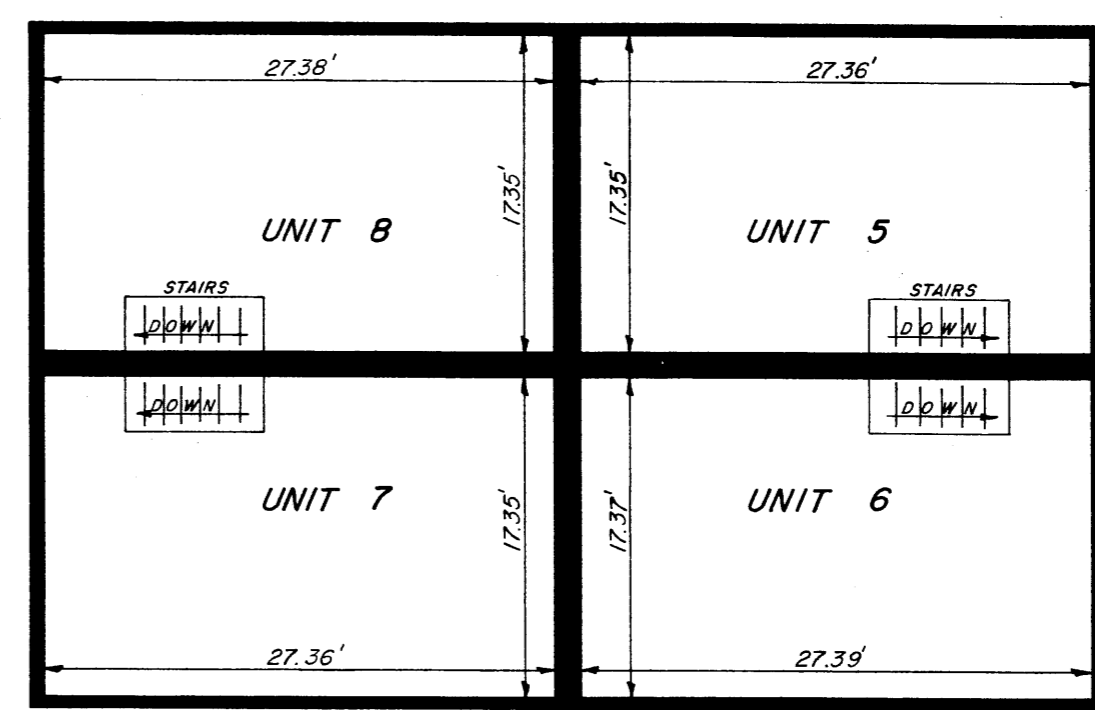 27.38'
27.36'
17.35'
17.35'
UNIT 8
UNIT 5
STAIRS
STAIRS
DOWN
DOWN
DOWN
DOWN
UNIT 7
UNIT 6
17.35'
17.37'
27.36'
27.39'